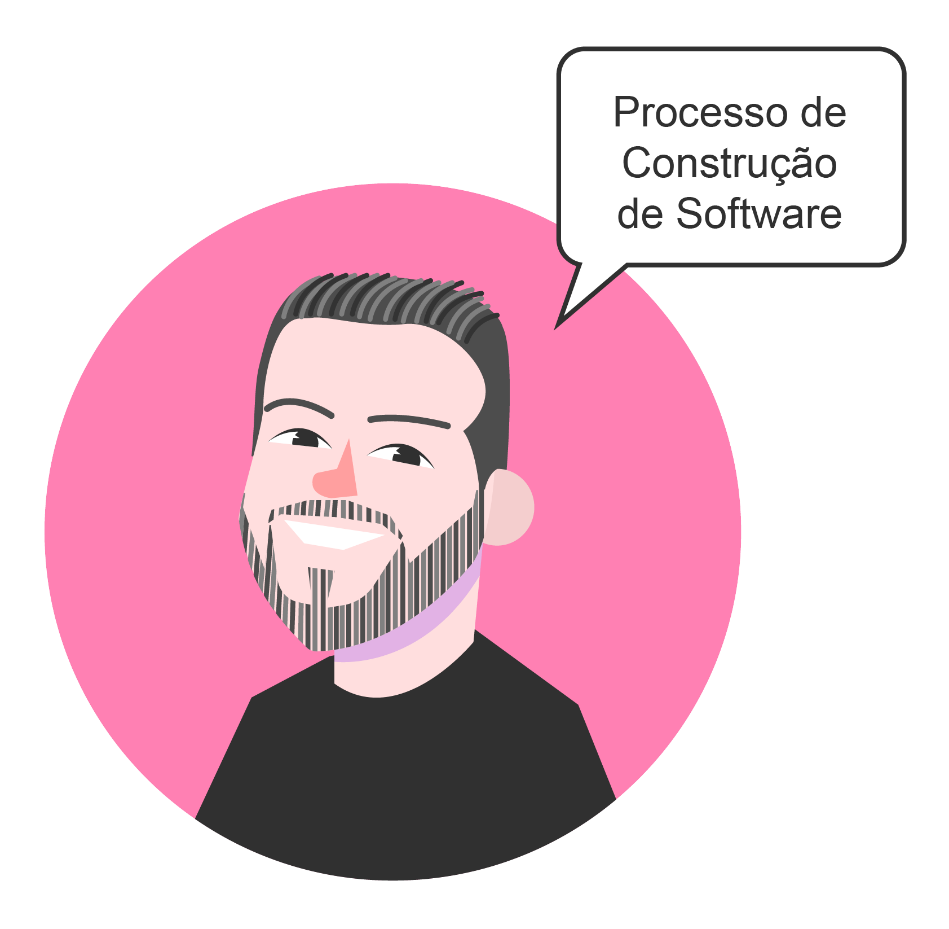 Processo de
Construção
de Software